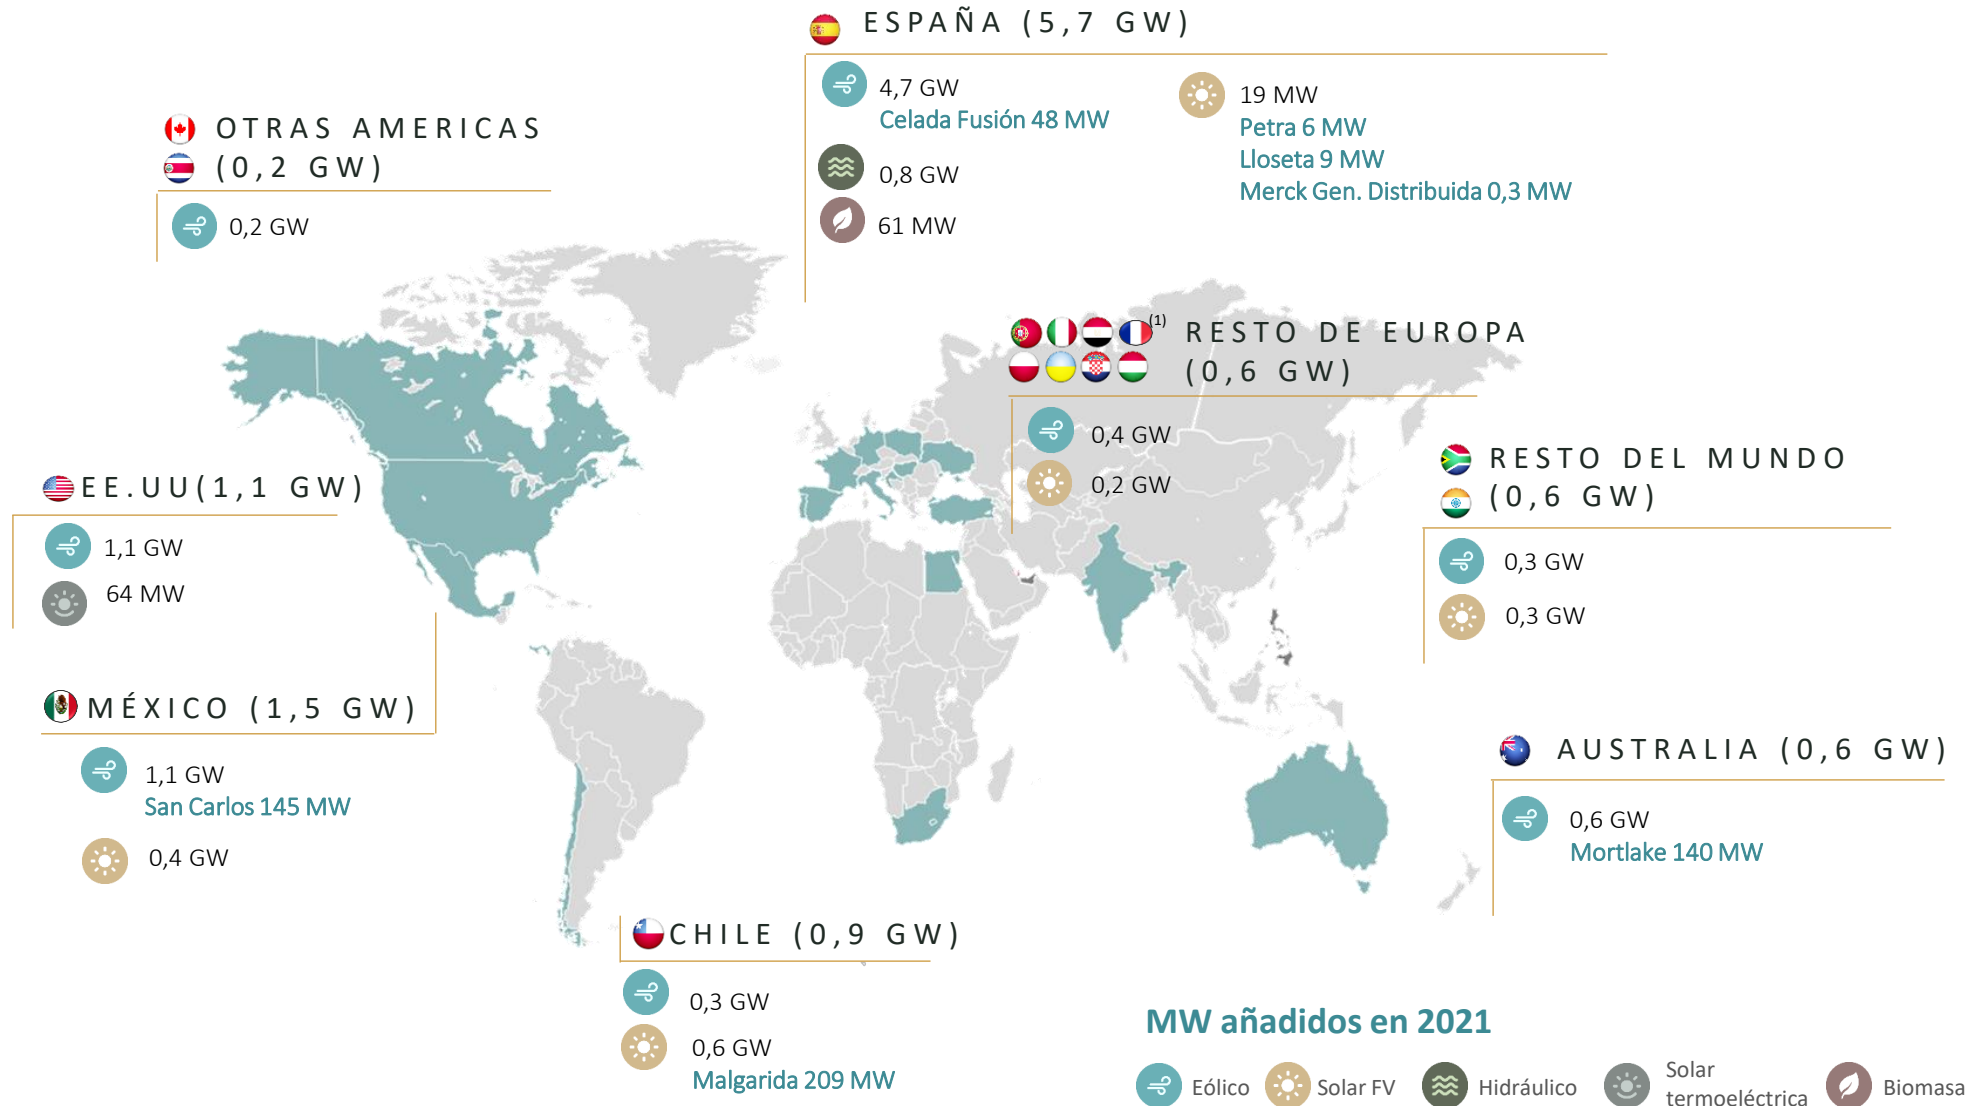 ESPAÑA (5,7 GW)
4,7 GW
Celada Fusión 48 MW
0,8 GW
61 MW
19 MW
Petra 6 MW
Lloseta 9 MW
Merck Gen. Distribuida 0,3 MW
OTRAS AMERICAS
(0,2 GW)
0,2 GW
(1)
RESTO DE EUROPA
(0,6 GW)
0,4 GW
0,2 GW
EE.UU(1,1 GW)
1,1 GW
64 MW
RESTO DEL MUNDO
(0,6 GW)
0,3 GW
0,3 GW
MÉXICO (1,5 GW)
1,1 GW
San Carlos 145 MW
0,4 GW
AUSTRALIA (0,6 GW)
0,6 GW
Mortlake 140 MW
CHILE (0,9 GW)
0,3 GW
0,6 GW
Malgarida 209 MW
MW añadidos en 2021
Eólico
Solar FV
Hidráulico
Solar
termoeléctrica
Biomasa